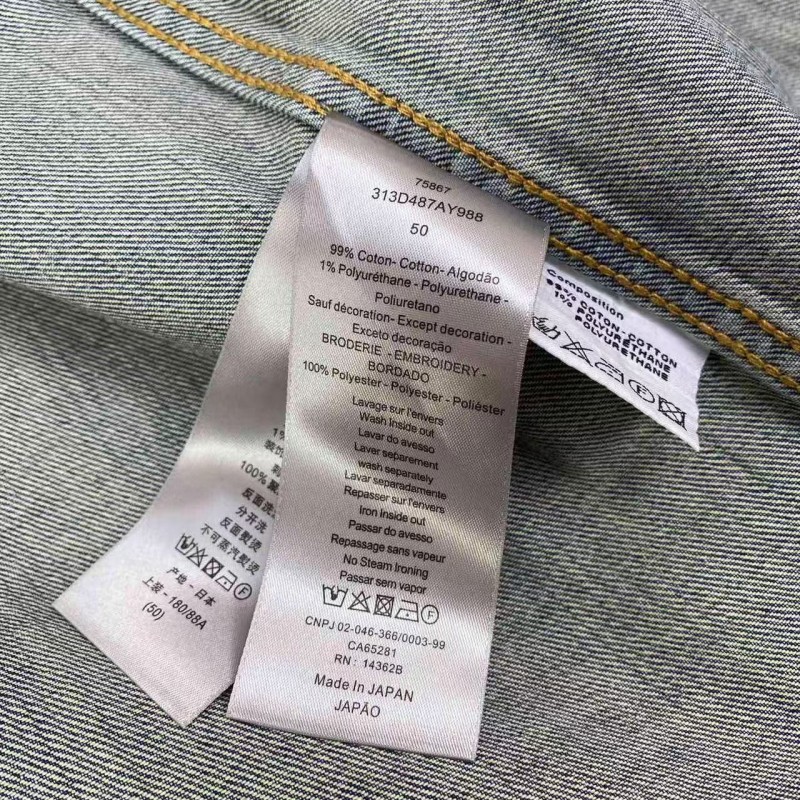 75867
313D487AY988
50
99% Coton- Cotton- Algodão
1% Polyuréthane - Polyurethane -
Poliuretano
Sauf décoration- Except decoration -
Exceto decoração
BRODERIE - EMBROIDERY -
BORDADO
100% Polyester - Polyester - Poliéster
Lavage sur l'envers
Wash Inside out
Lavar do avesso
Laver separement
wash separately
Lavar separadamente
Repasser sur l'envers
Iron Inside out
Passar do avesso
Repassage sans vapeur
No Steam Ironing
Passar sem vapor
CNPJ 02-046-366/0003-99
CA65281
RN : 14362B
Made In JAPAN
JAPÃO
Composition
99% COTON - COTTON
1% POLYURÉTHANE
POLYURETHANE
1%
100%
反面洗
分开洗
反面熨烫
不可蒸汽熨烫
产地 - 日本
上装 - 180/88A
(50)